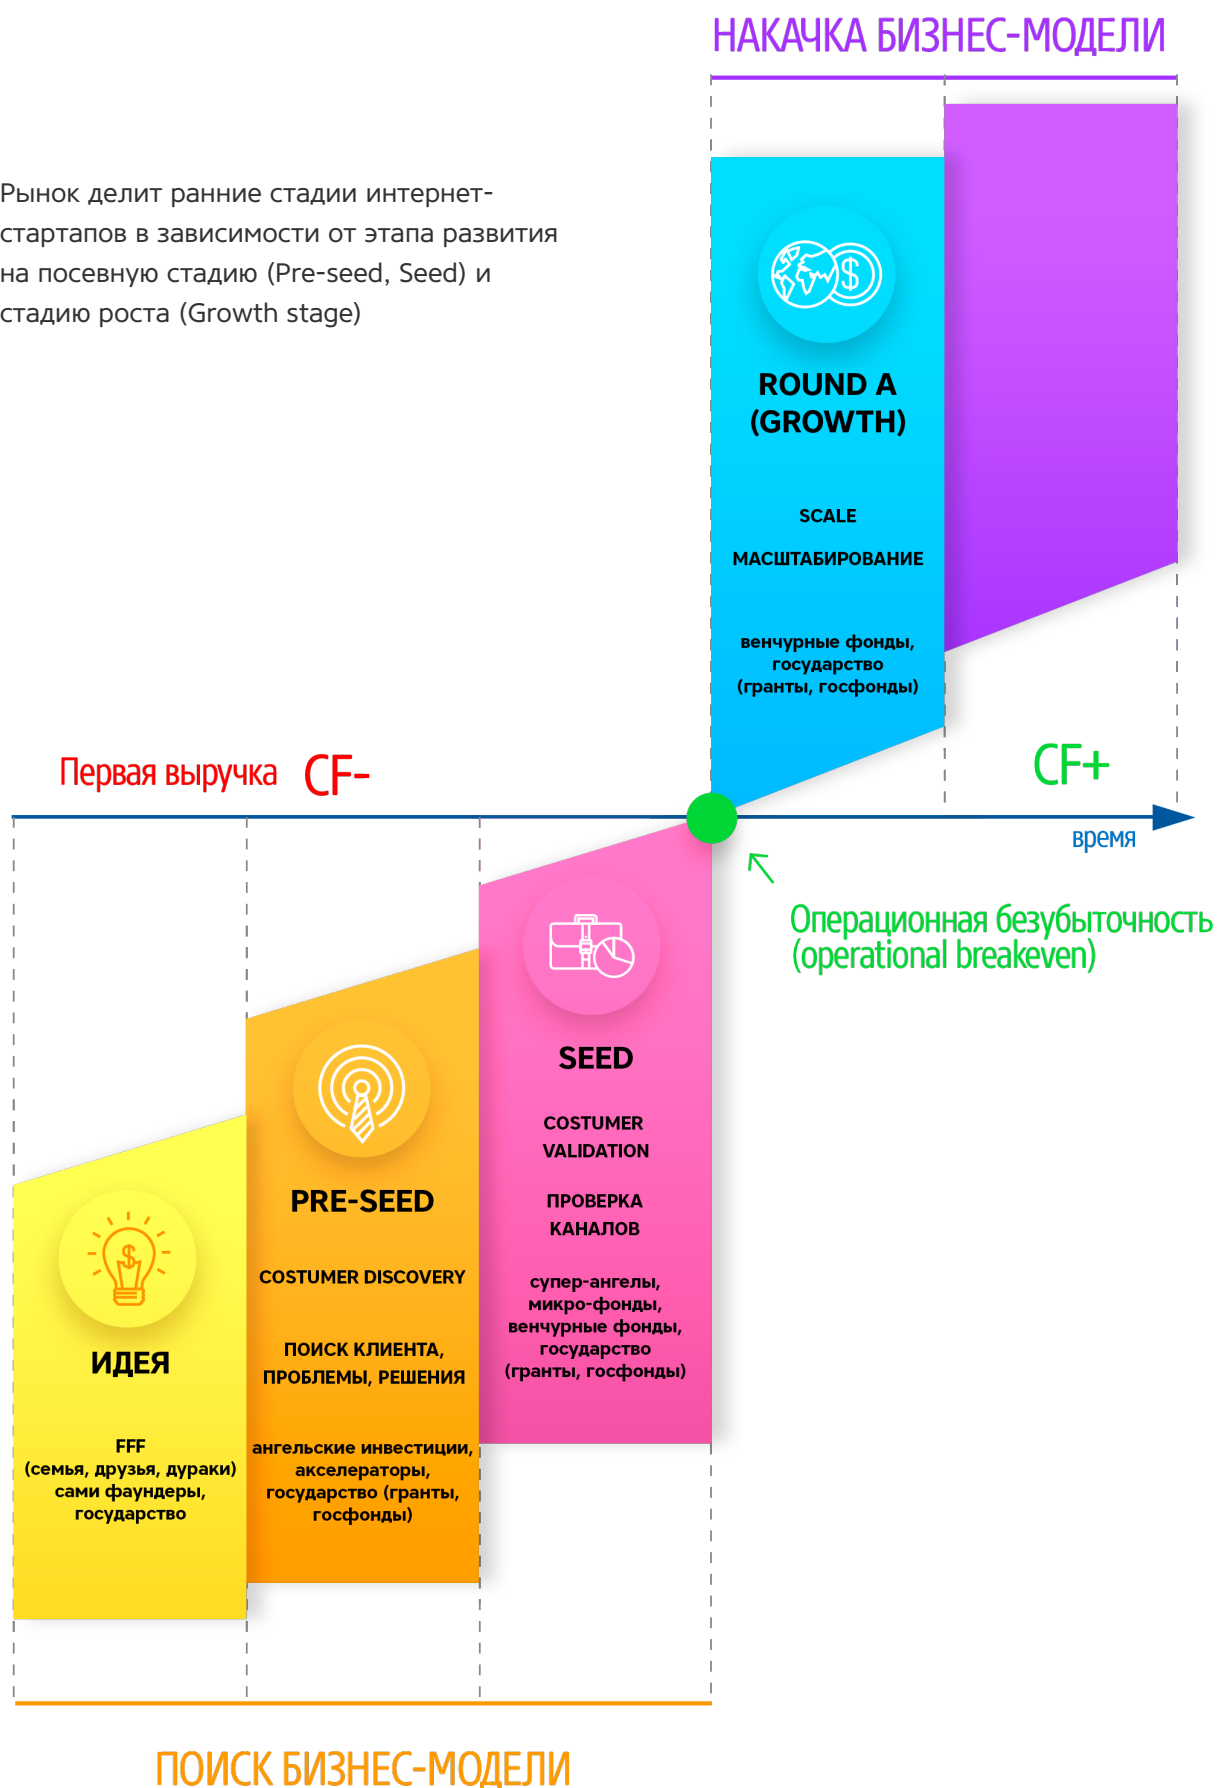 НАКАЧКА БИЗНЕС-МОДЕЛИ
Рынок делит ранние стадии интернет-
стартапов в зависимости от этапа развития
на посевную стадию (Pre-seed, Seed) и
стадию роста (Growth stage)
$
ROUND A
(GROWTH)
SCALE
МАСШТАБИРОВАНИЕ
венчурные фонды,
государство
(гранты, госфонды)
Первая выручка CF-
CF+
время
Операционная безубыточность
(operational breakeven)
SEED
COSTUMER
VALIDATION
ПРОВЕРКА
КАНАЛОВ
супер-ангелы,
микро-фонды,
венчурные фонды,
государство
(гранты, госфонды)
PRE-SEED
COSTUMER DISCOVERY
ПОИСК КЛИЕНТА,
ПРОБЛЕМЫ, РЕШЕНИЯ
ангельские инвестиции,
акселераторы,
государство (гранты,
госфонды)
$
ИДЕЯ
FFF
(семья, друзья, дураки)
сами фаундеры,
государство
ПОИСК БИЗНЕС-МОДЕЛИ